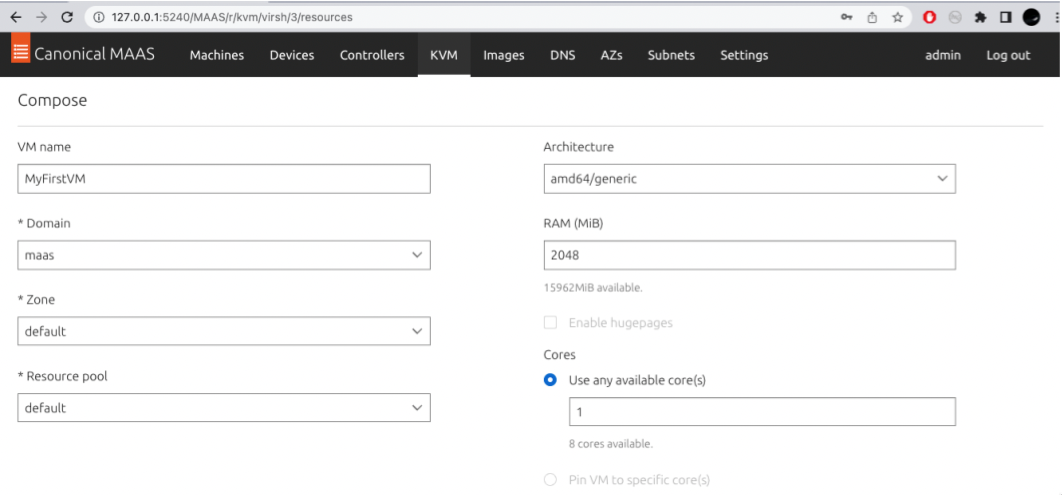 127.0.0.1:5240/MAAS/r/kvm/virsh/3/resources
Canonical MAAS Machines Devices Controllers KVM Images DNS AZs Subnets Settings admin Log out
Compose
VM name
MyFirstVM
* Domain
maas
* Zone
default
* Resource pool
default
Architecture
amd64/generic
RAM (MiB)
2048
15962MiB available.
Enable hugepages
Cores
Use any available core(s)
1
8 cores available.
Pin VM to specific core(s)